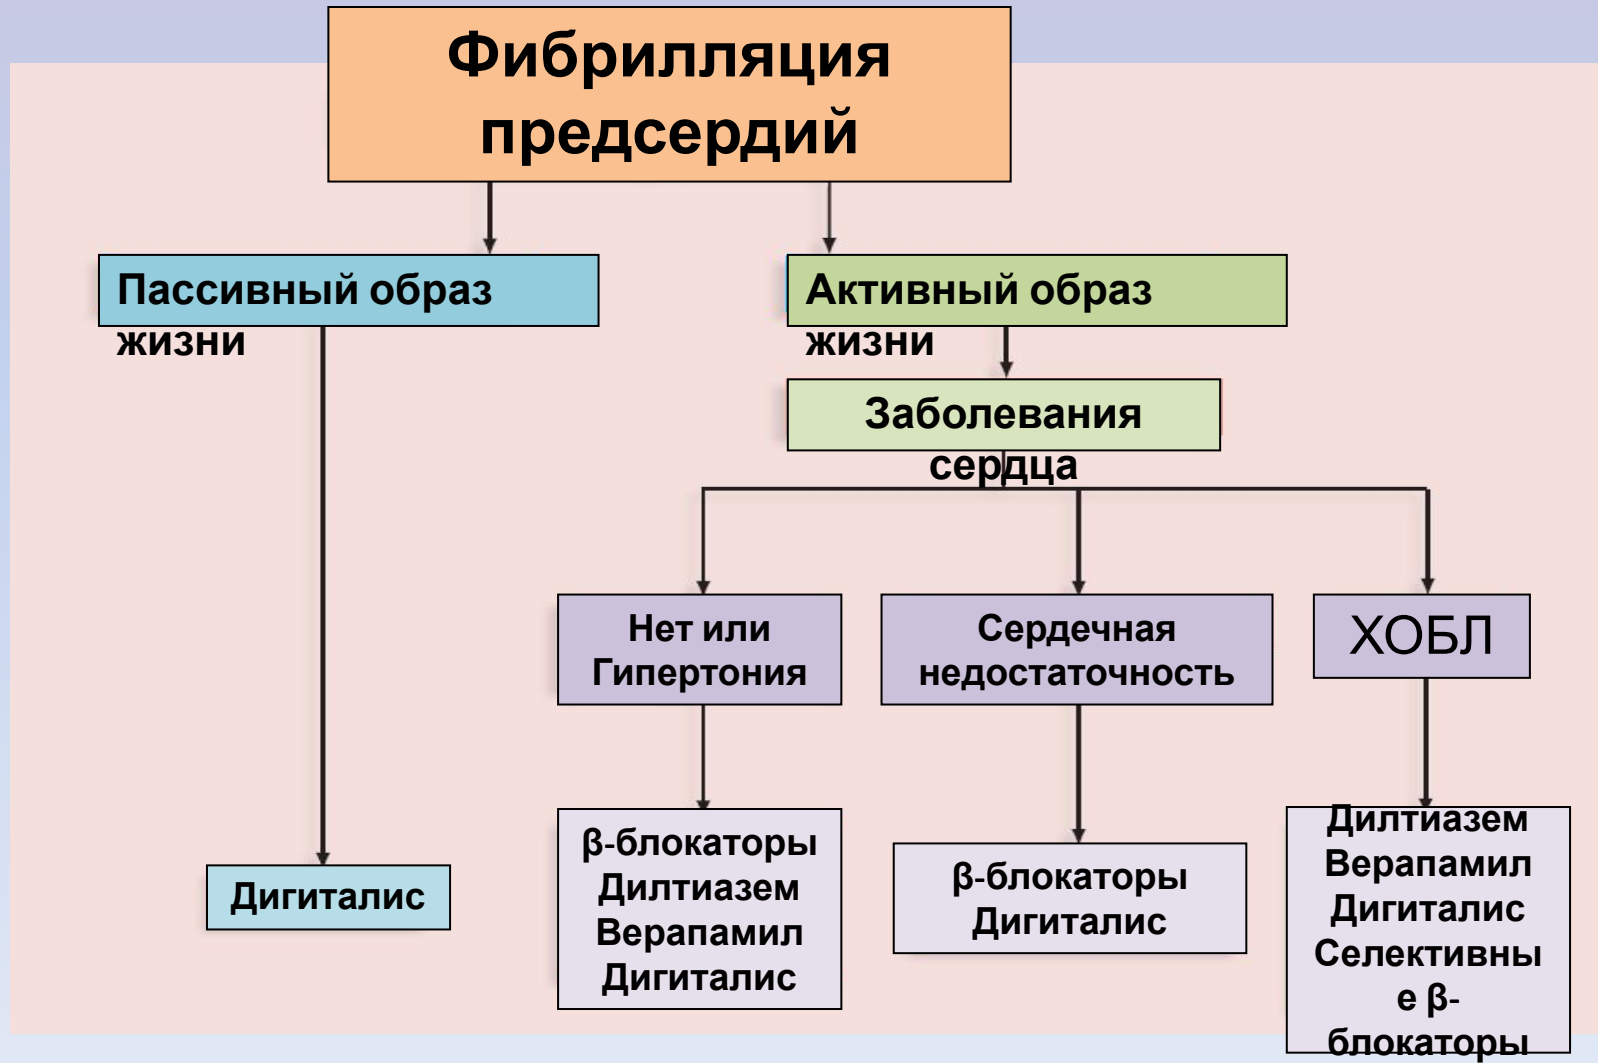 Фибрилляция
предсердий
Пассивный образ
жизни
Активный образ
жизни
Заболевания
сердца
Нет или
Гипертония
Сердечная
недостаточность
ХОБЛ
Дигиталис
β-блокаторы
Дилтиазем
Верапамил
Дигиталис
β-блокаторы
Дигиталис
Дилтиазем
Верапамил
Дигиталис
Селективны
е β-
блокаторы